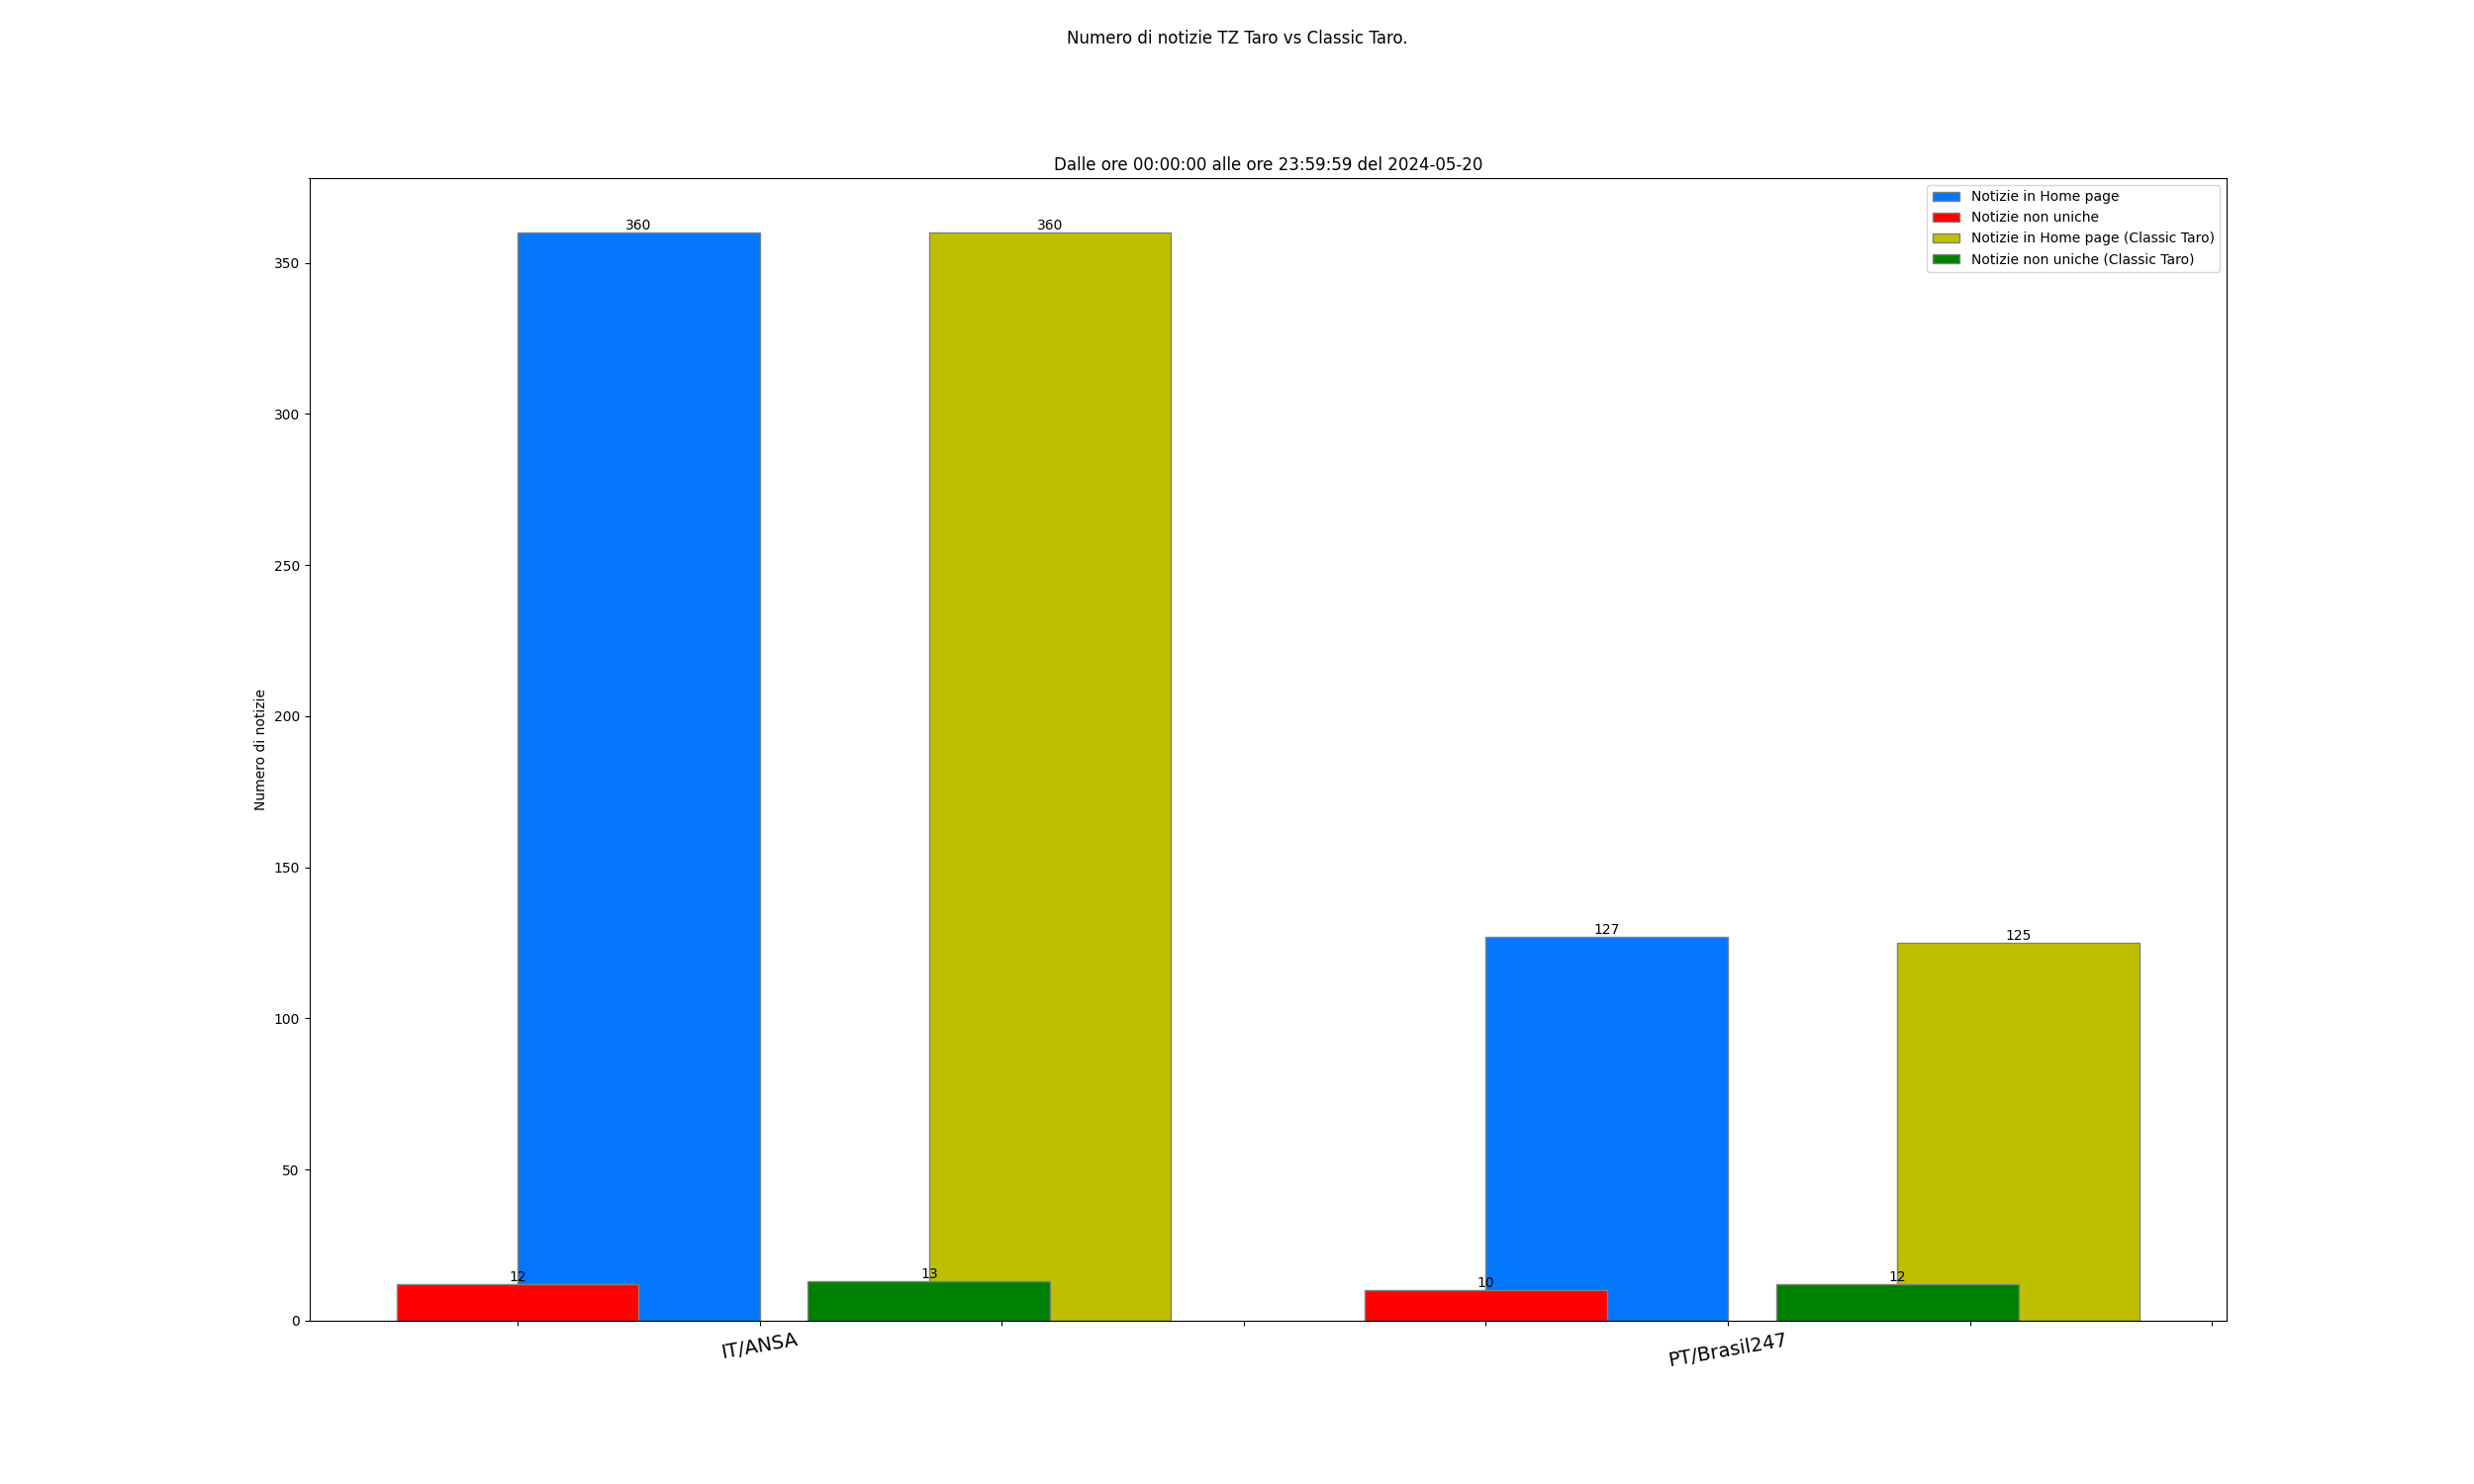 Numero di notizie TZ Taro vs Classic Taro.
Dalle ore 00:00:00 alle ore 23:59:59 del 2024-05-20
Notizie in Home page
Notizie non uniche
Notizie in Home page (Classic Taro)
Notizie non uniche (Classic Taro)
Numero di notizie
350
300
250
200
150
100
50
0
360
360
127
125
12
13
10
12
IT/ANSA
PT/Brasil247